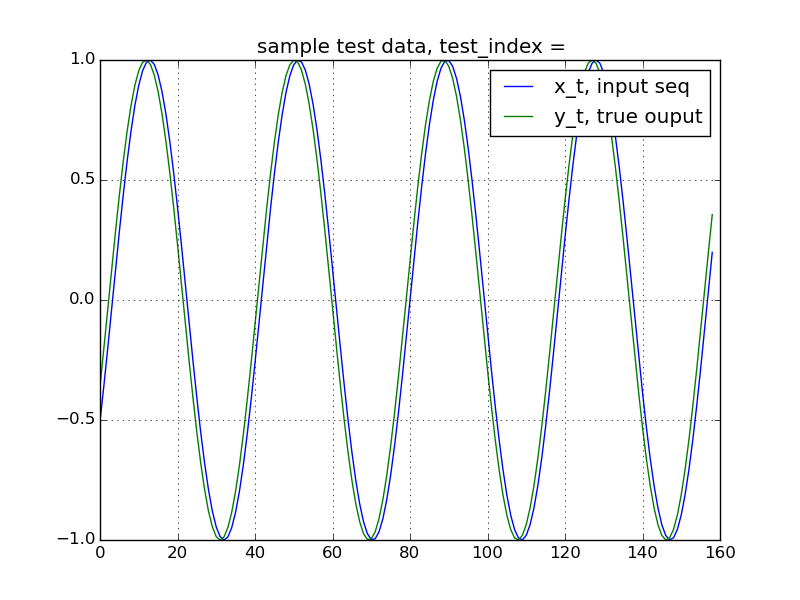 sample test data, test_index =
x_t, input seq
y_t, true ouput
1.0
0.5
0.0
−0.5
−1.0
0 20 40 60 80 100 120 140 160